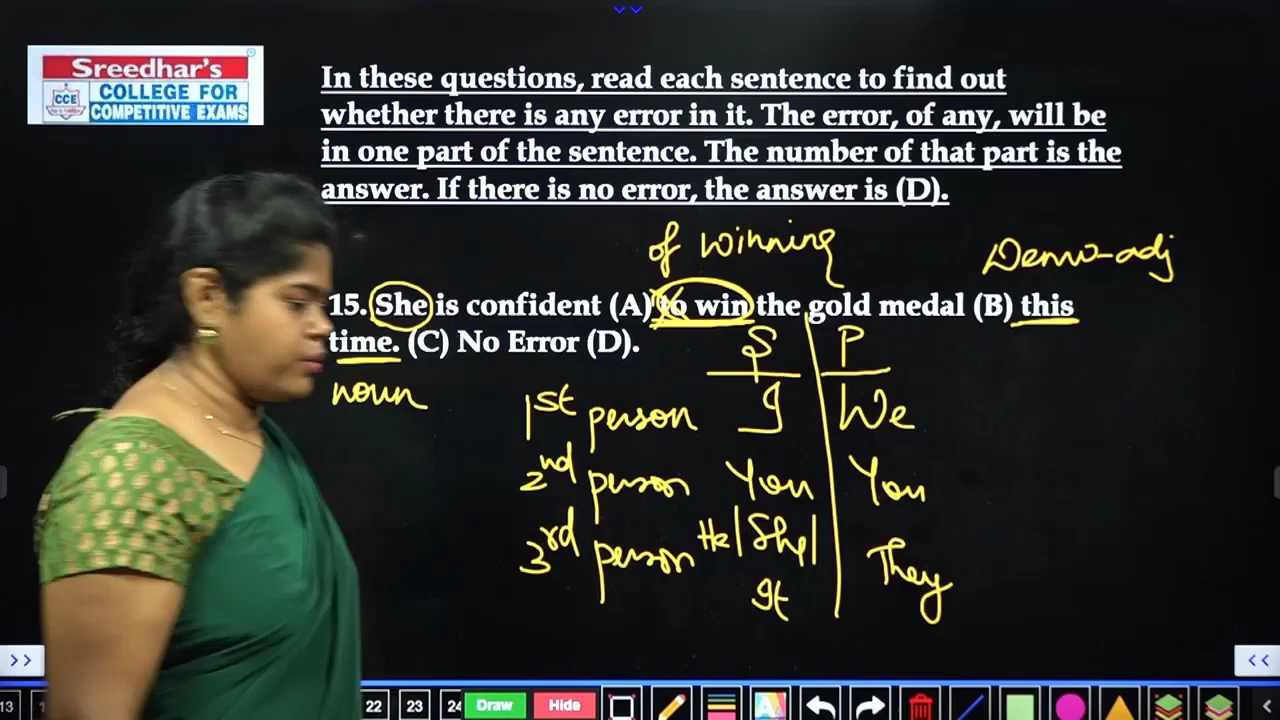 Sreedhar's
CCE
COLLEGE FOR
COMPETITIVE EXAMS
In these questions, read each sentence to find out
whether there is any error in it. The error, of any, will be
in one part of the sentence. The number of that part is the
answer. If there is no error, the answer is (D).
of winning
Demo-adj
15. She is confident (A) to win the gold medal (B) this
time. (C) No Error (D).
noun
S P
1st person I We
2nd person You You
3rd person He/She/ They
It
>> <<
13 22 23 24 Draw Hide